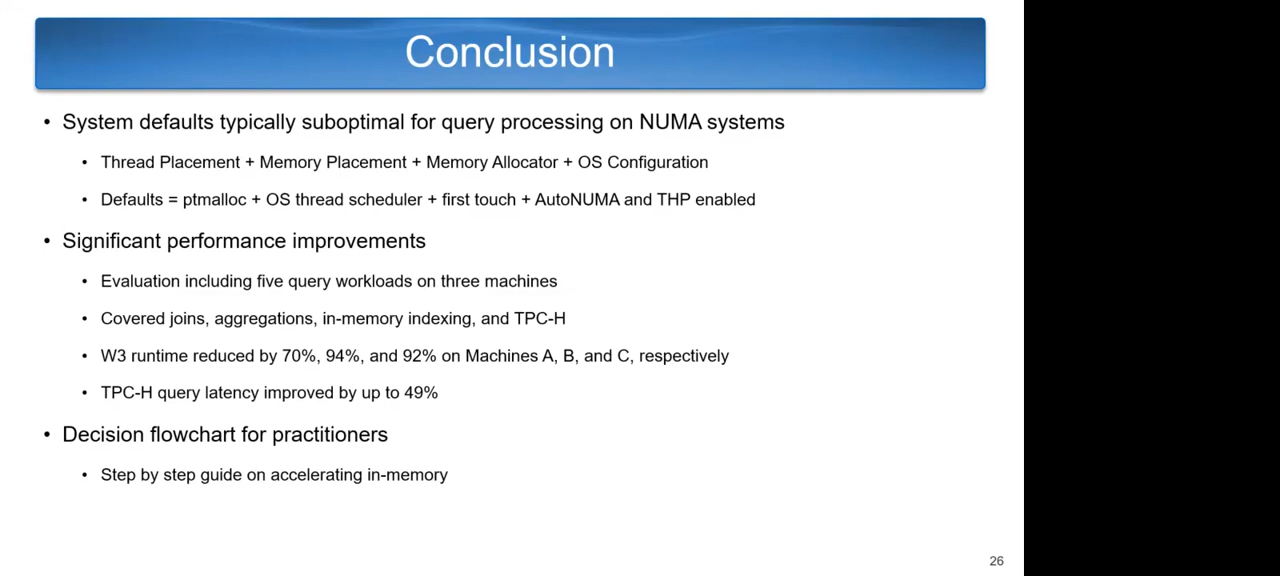 Conclusion
• System defaults typically suboptimal for query processing on NUMA systems
• Thread Placement + Memory Placement + Memory Allocator + OS Configuration
• Defaults = ptmalloc + OS thread scheduler + first touch + AutoNUMA and THP enabled
• Significant performance improvements
• Evaluation including five query workloads on three machines
• Covered joins, aggregations, in-memory indexing, and TPC-H
• W3 runtime reduced by 70%, 94%, and 92% on Machines A, B, and C, respectively
• TPC-H query latency improved by up to 49%
• Decision flowchart for practitioners
• Step by step guide on accelerating in-memory
26